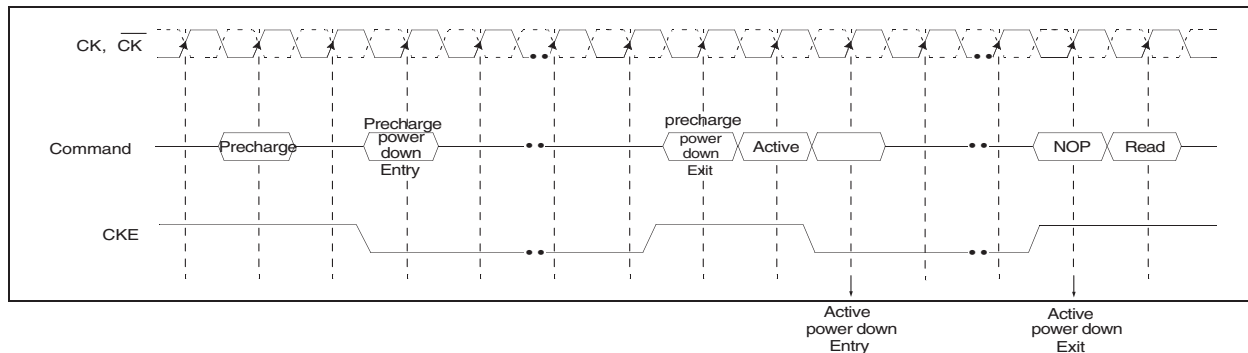 CK, CK
Command
Precharge
Precharge
power
down
Entry
precharge
power
down
Exit
Active
NOP
Read
CKE
Active
power down
Entry
Active
power down
Exit